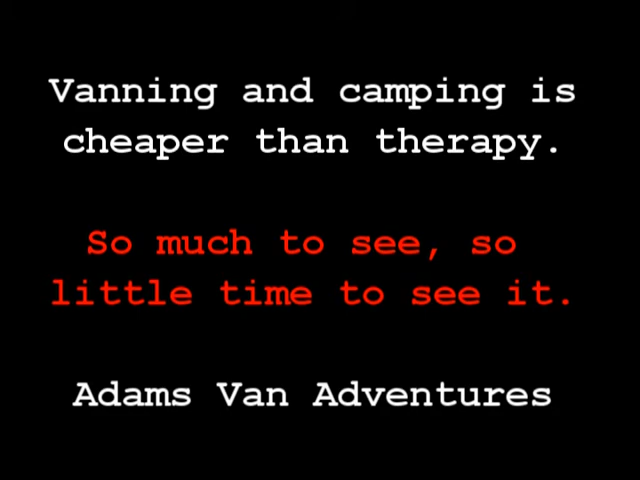 Vanning and camping is
cheaper than therapy.
So much to see, so
little time to see it.
Adams Van Adventures